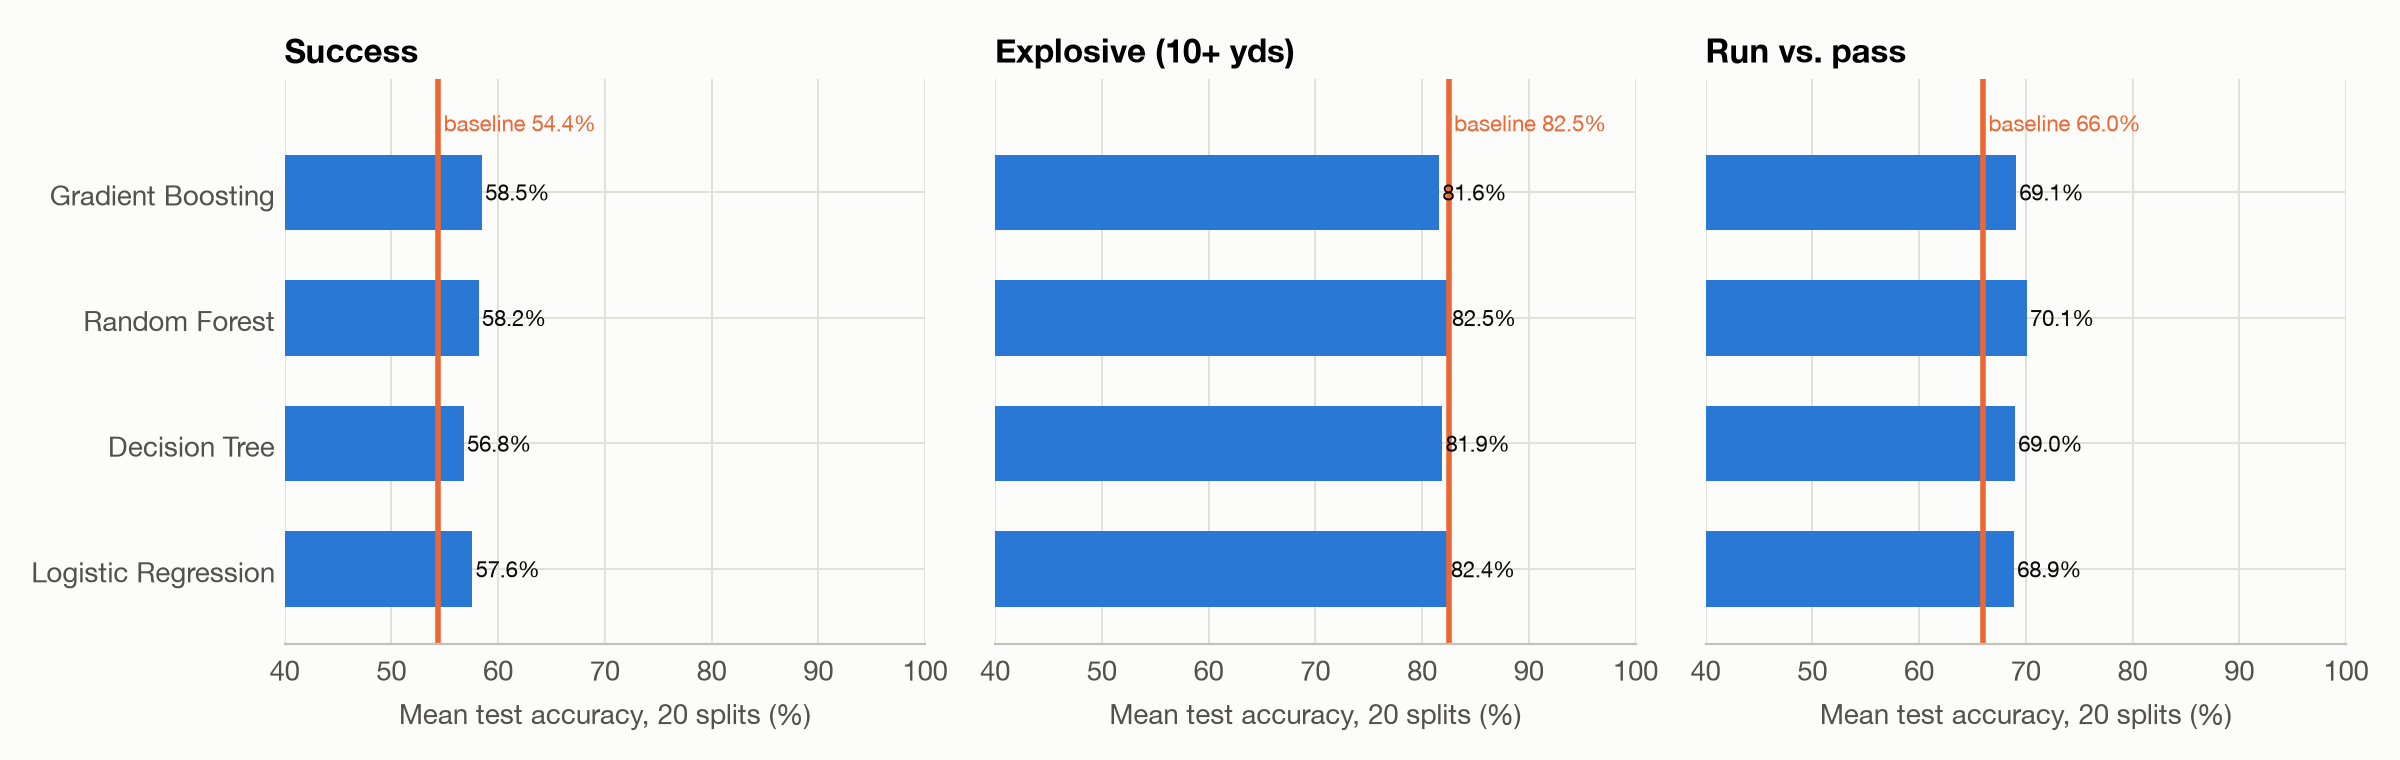 Success
Explosive (10+ yds)
Run vs. pass
baseline 54.4%
baseline 82.5%
baseline 66.0%
Gradient Boosting
58.5%
81.6%
69.1%
Random Forest
58.2%
82.5%
70.1%
Decision Tree
56.8%
81.9%
69.0%
Logistic Regression
57.6%
82.4%
68.9%
40 50 60 70 80 90 100
40 50 60 70 80 90 100
40 50 60 70 80 90 100
Mean test accuracy, 20 splits (%)
Mean test accuracy, 20 splits (%)
Mean test accuracy, 20 splits (%)